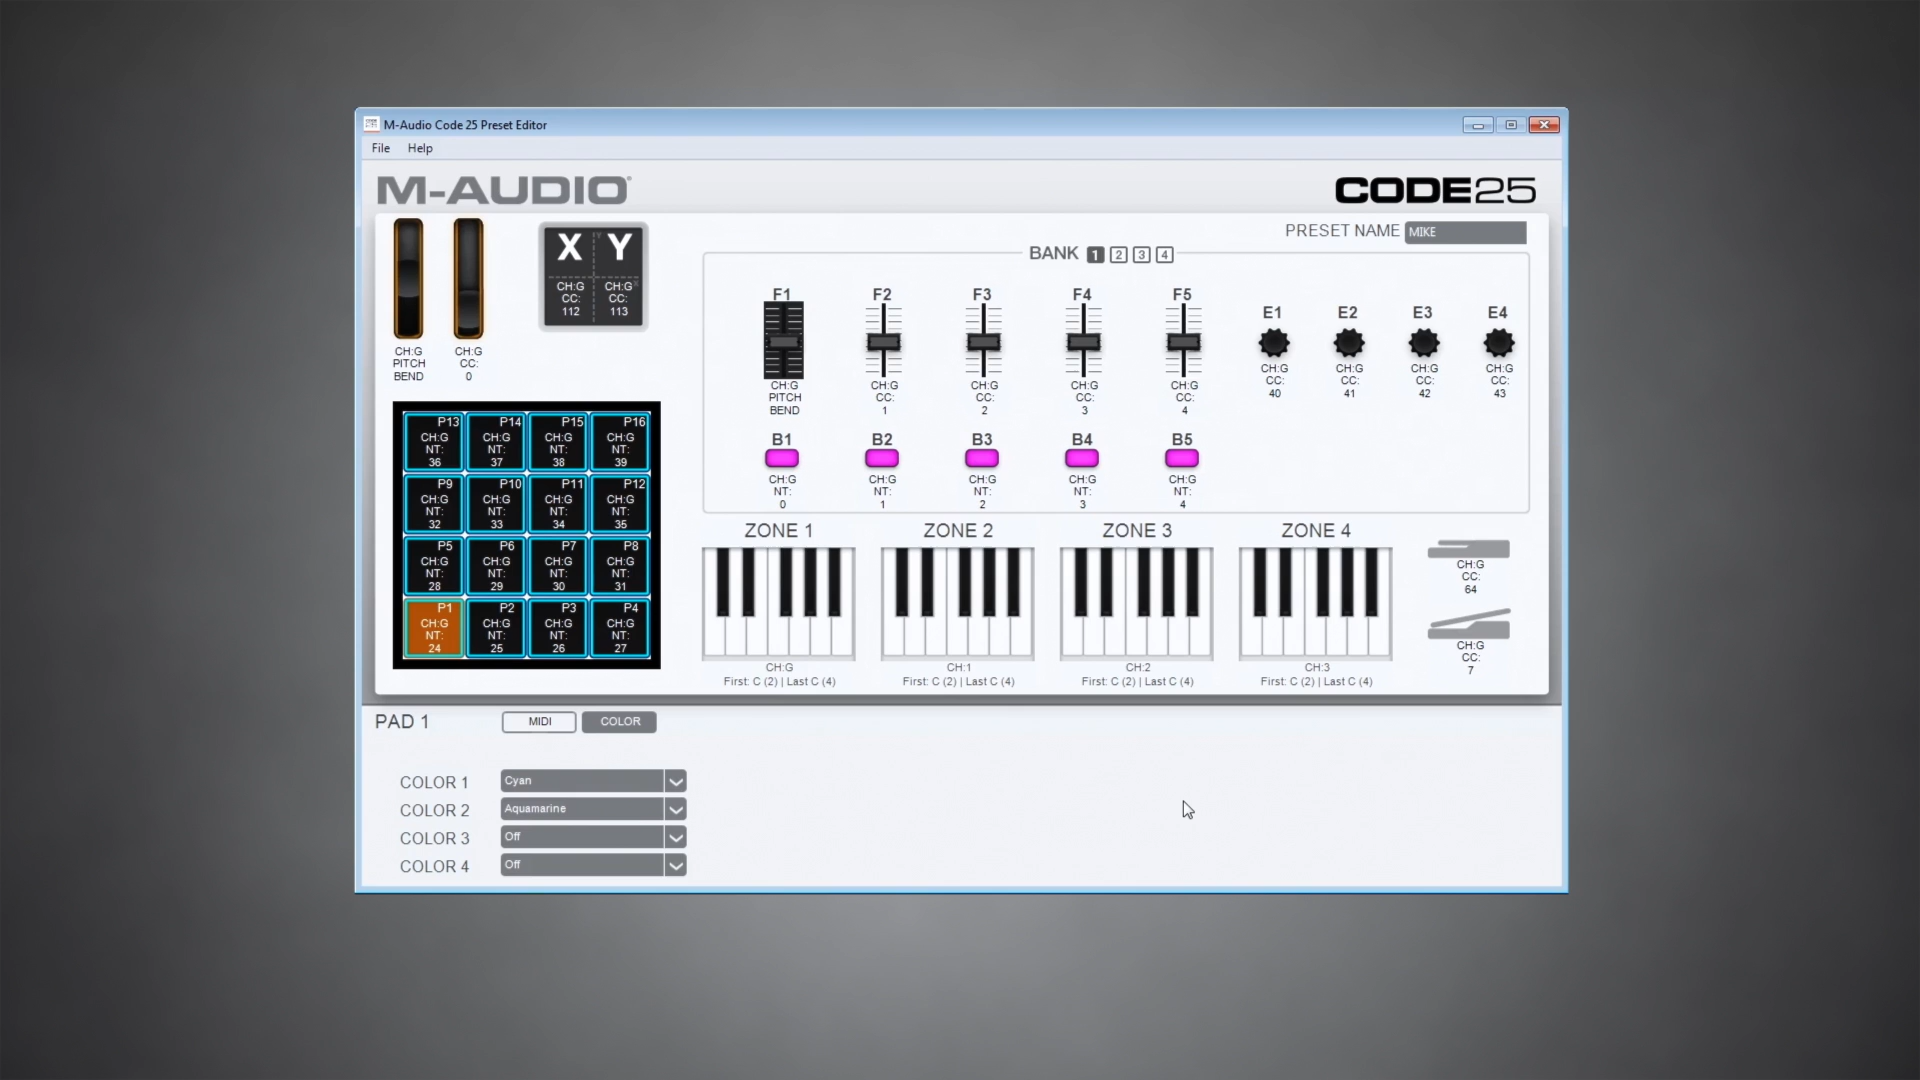 M-Audio Code 25 Preset Editor
File Help
M-AUDIO
CODE25
PRESET NAME MIKE
BANK 1 2 3 4
X Y
CH:G CH:G
CC: CC:
112 113
CH:G CH:G
PITCH CC:
BEND 0
F1 F2 F3 F4 F5
E1 E2 E3 E4
CH:G CH:G CH:G CH:G
CC: CC: CC: CC:
40 41 42 43
CH:G CH:G CH:G CH:G CH:G
PITCH CC: CC: CC: CC:
BEND 1 2 3 4
B1 B2 B3 B4 B5
CH:G CH:G CH:G CH:G CH:G
NT: NT: NT: NT: NT:
0 1 2 3 4
P13 P14 P15 P16
CH:G CH:G CH:G CH:G
NT: NT: NT: NT:
36 37 38 39
P9 P10 P11 P12
CH:G CH:G CH:G CH:G
NT: NT: NT: NT:
32 33 34 35
P5 P6 P7 P8
CH:G CH:G CH:G CH:G
NT: NT: NT: NT:
28 29 30 31
P1 P2 P3 P4
CH:G CH:G CH:G CH:G
NT: NT: NT: NT:
24 25 26 27
ZONE 1 ZONE 2 ZONE 3 ZONE 4
CH:G CH:1 CH:2 CH:3
First: C (2) | Last C (4) First: C (2) | Last C (4) First: C (2) | Last C (4) First: C (2) | Last C (4)
CH:G
CC:
64
CH:G
CC:
7
PAD 1 MIDI COLOR
COLOR 1 Cyan
COLOR 2 Aquamarine
COLOR 3 Off
COLOR 4 Off